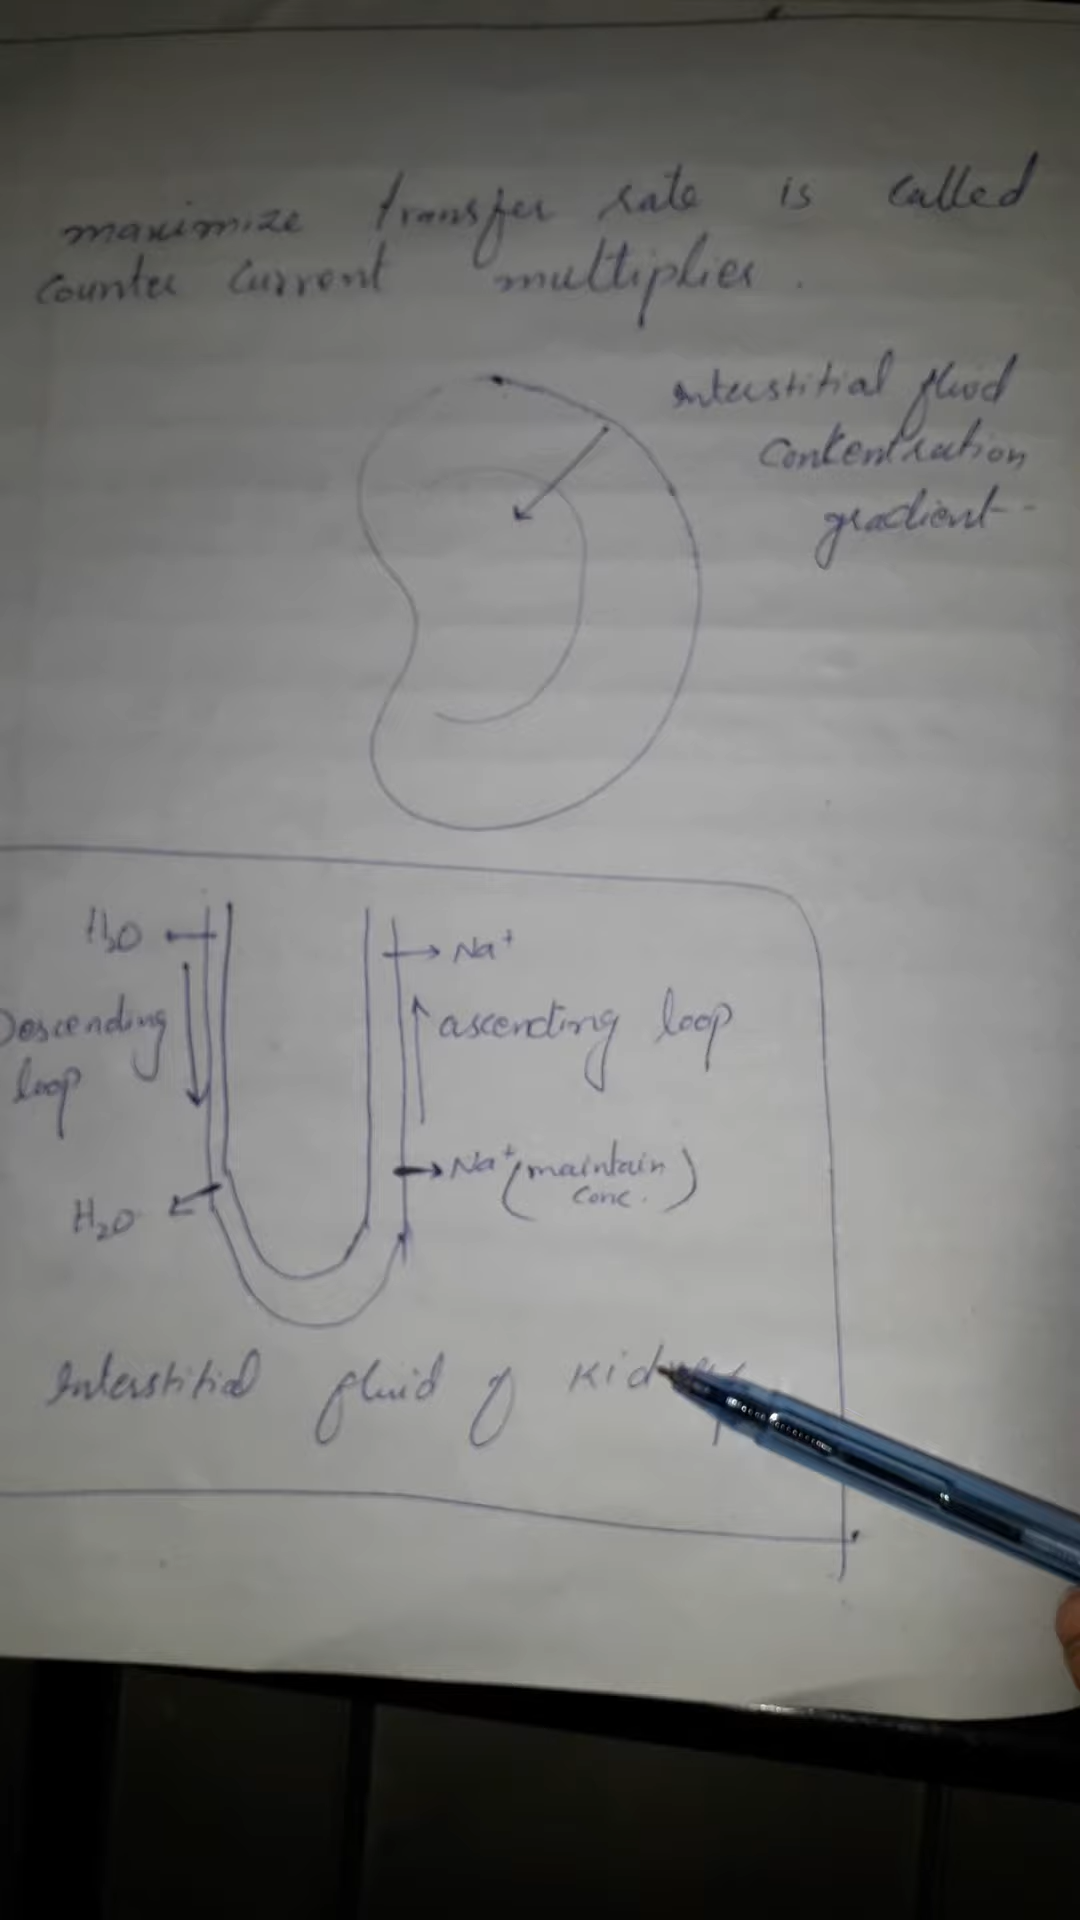 maximize transfer rate is called
counter current multiplier.
interstitial fluid
concentration
gradient
H2O
Na+
Descending
loop
ascending loop
Na+ (maintain
conc.)
H2O
Interstitial fluid of kidney